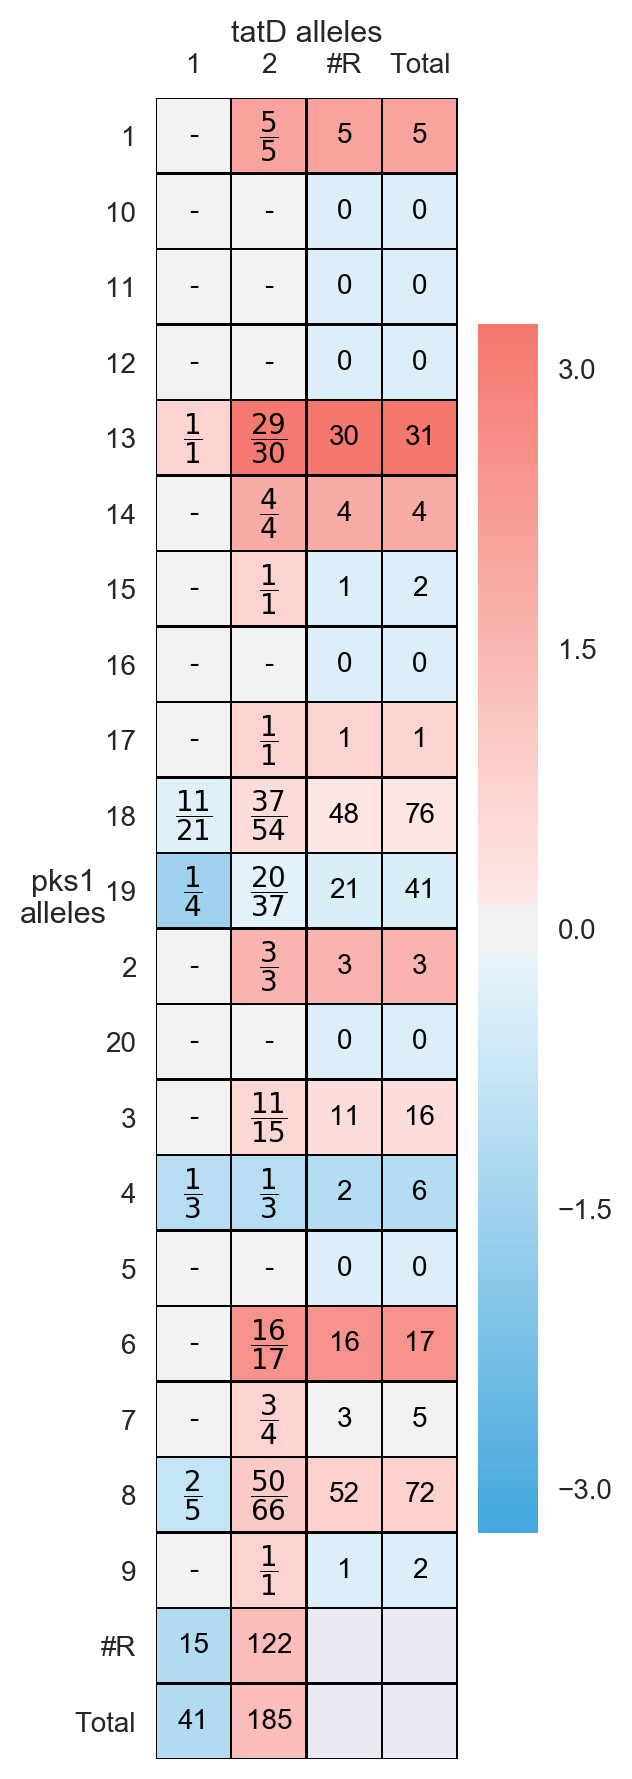 tatD alleles
1 2 #R Total
1 - 5/5 5 5
10 - - 0 0
11 - - 0 0
12 - - 0 0
13 1/1 29/30 30 31
14 - 4/4 4 4
15 - 1/1 1 2
16 - - 0 0
17 - 1/1 1 1
18 11/21 37/54 48 76
pks1 alleles
19 1/4 20/37 21 41
2 - 3/3 3 3
20 - - 0 0
3 - 11/15 11 16
4 1/3 1/3 2 6
5 - - 0 0
6 - 16/17 16 17
7 - 3/4 3 5
8 2/5 50/66 52 72
9 - 1/1 1 2
#R 15 122
Total 41 185
3.0
1.5
0.0
−1.5
−3.0